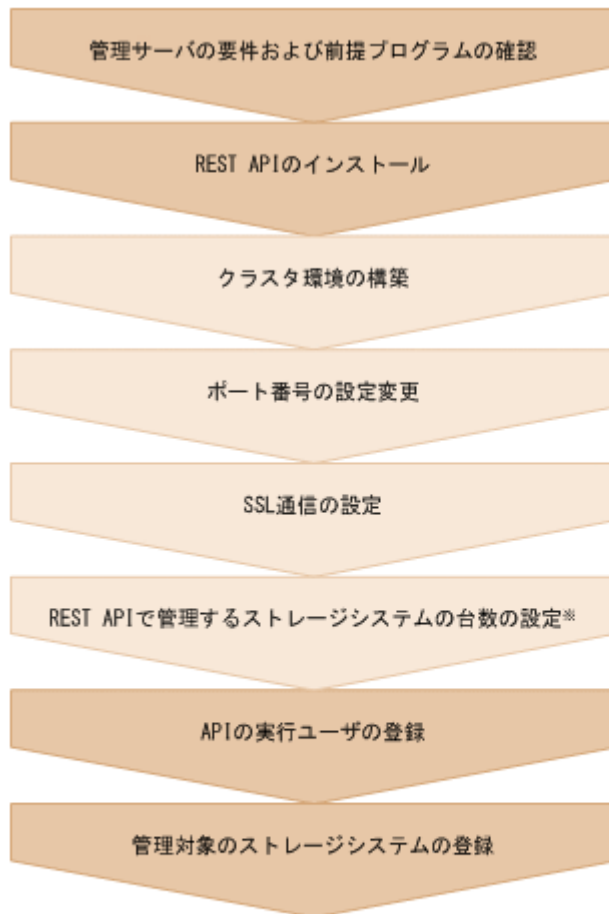 管理サーバの要件および前提プログラムの確認
REST APIのインストール
クラスタ環境の構築
ポート番号の設定変更
SSL通信の設定
REST APIで管理するストレージシステムの台数の設定※
APIの実行ユーザの登録
管理対象のストレージシステムの登録